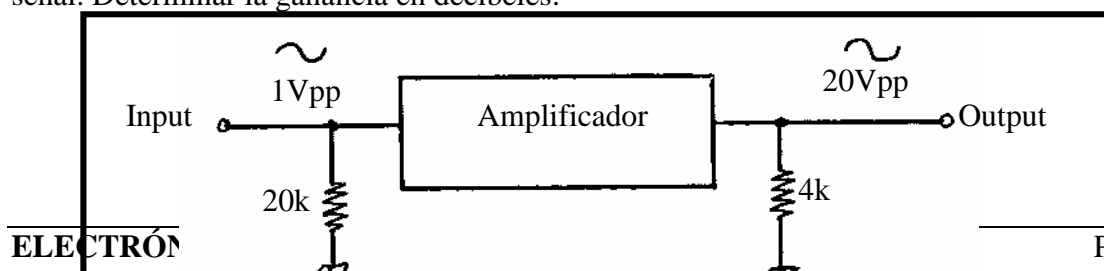 señal. Determinar la ganancia en decibeles.
1Vpp
20Vpp
Input
Amplificador
Output
20k
4k
ELECTRÓN
P